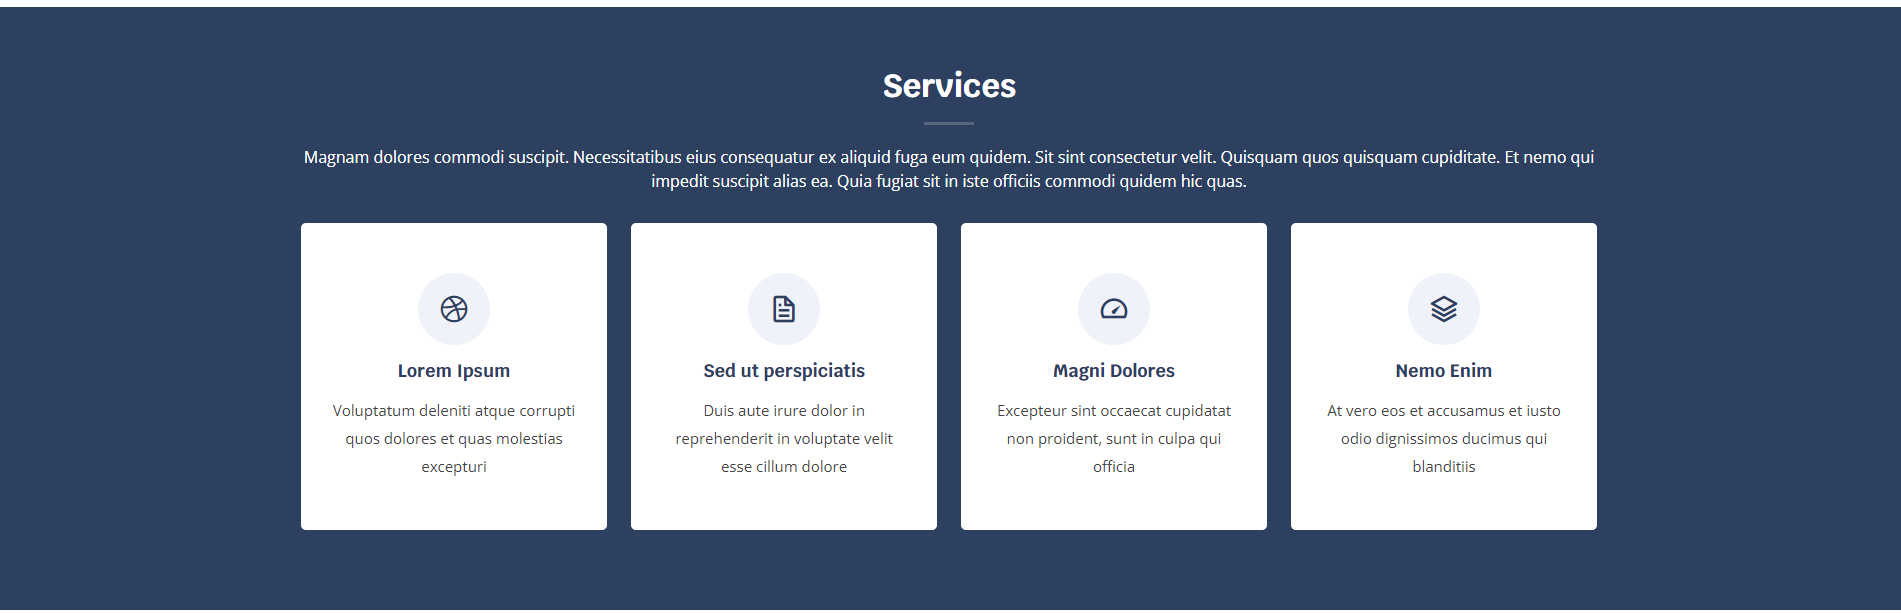 Services
Magnam dolores commodi suscipit. Necessitatibus eius consequatur ex aliquid fuga eum quidem. Sit sint consectetur velit. Quisquam quos quisquam cupiditate. Et nemo qui
impedit suscipit alias ea. Quia fugiat sit in iste officiis commodi quidem hic quas.
Lorem Ipsum
Voluptatum deleniti atque corrupti
quos dolores et quas molestias
excepturi
Sed ut perspiciatis
Duis aute irure dolor in
reprehenderit in voluptate velit
esse cillum dolore
Magni Dolores
Excepteur sint occaecat cupidatat
non proident, sunt in culpa qui
officia
Nemo Enim
At vero eos et accusamus et iusto
odio dignissimos ducimus qui
blanditiis